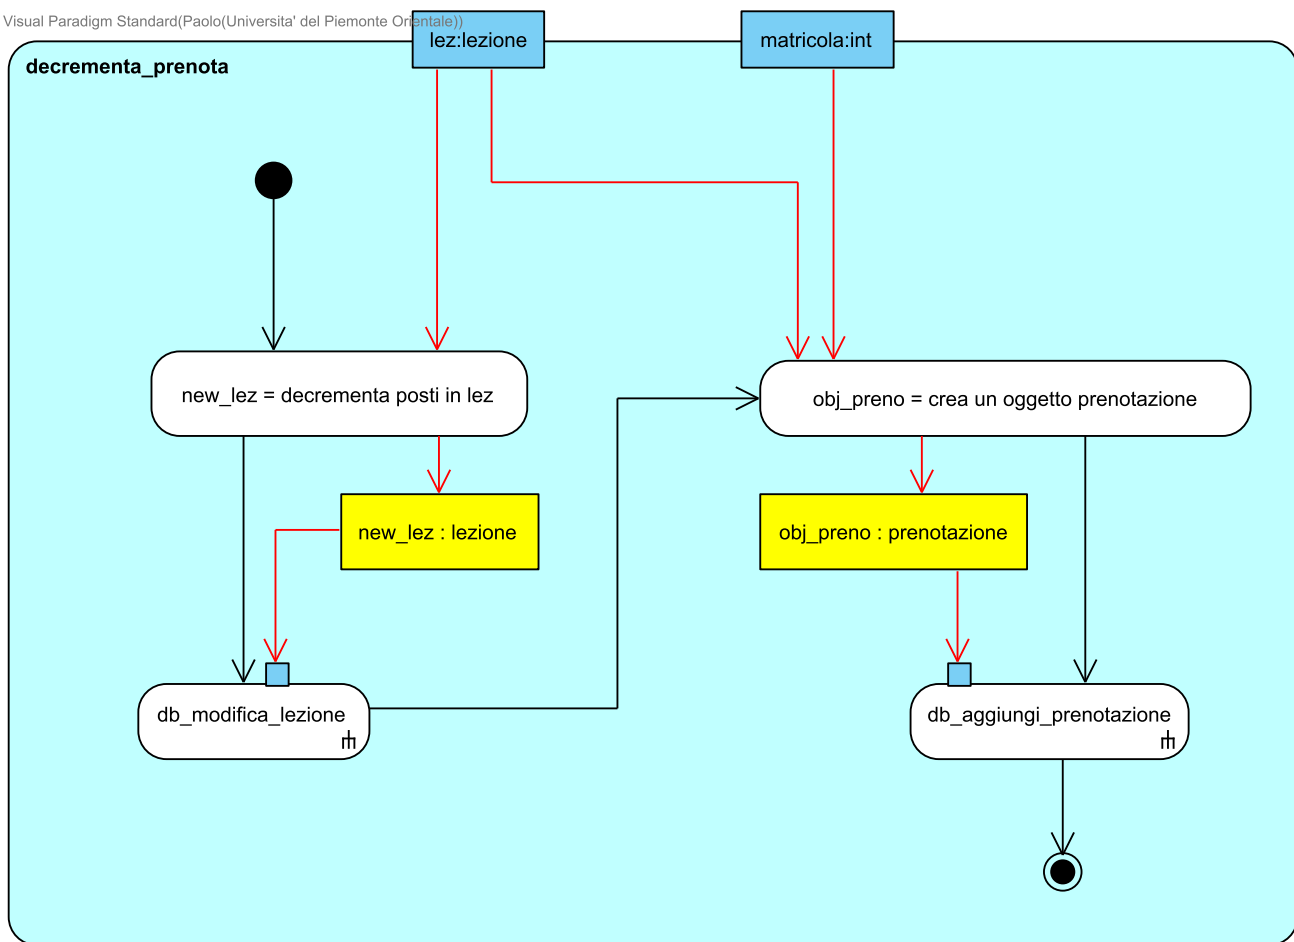 Visual Paradigm Standard(Paolo(Universita' del Piemonte Orientale))
lez:lezione
matricola:int
decrementa_prenota
new_lez = decrementa posti in lez
obj_preno = crea un oggetto prenotazione
new_lez : lezione
obj_preno : prenotazione
db_modifica_lezione
db_aggiungi_prenotazione